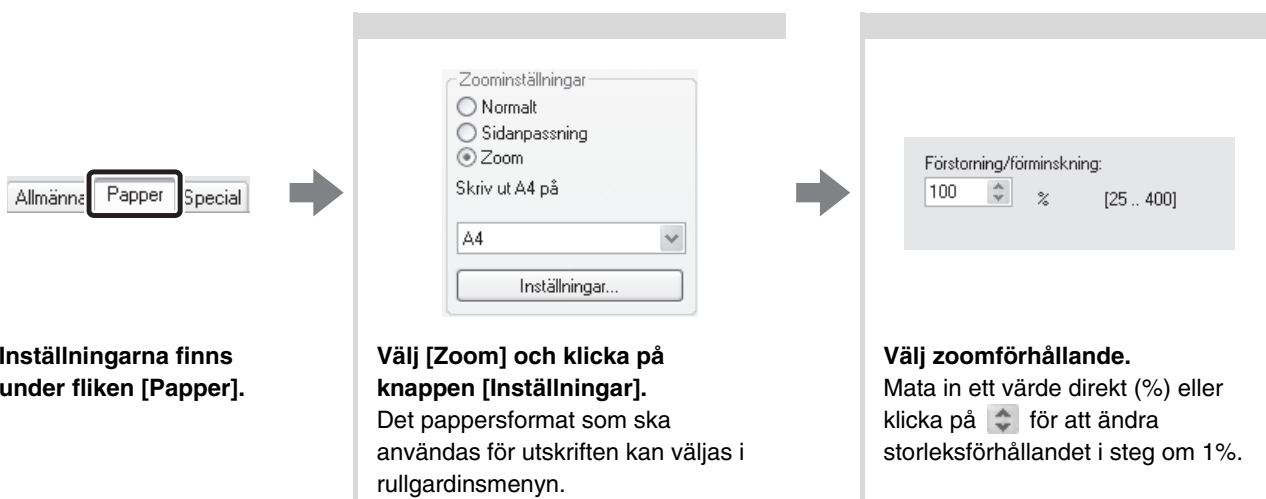 Allmänna
Papper
Special
Inställningarna finns
under fliken [Papper].
Zoominställningar
Normalt
Sidanpassning
Zoom
Skriv ut A4 på
A4
Inställningar...
Välj [Zoom] och klicka på
knappen [Inställningar].
Det pappersformat som ska
användas för utskriften kan väljas i
rullgardinsmenyn.
Förstorning/förminskning:
100 % [25 .. 400]
Välj zoomförhållande.
Mata in ett värde direkt (%) eller
klicka på för att ändra
storleksförhållandet i steg om 1%.